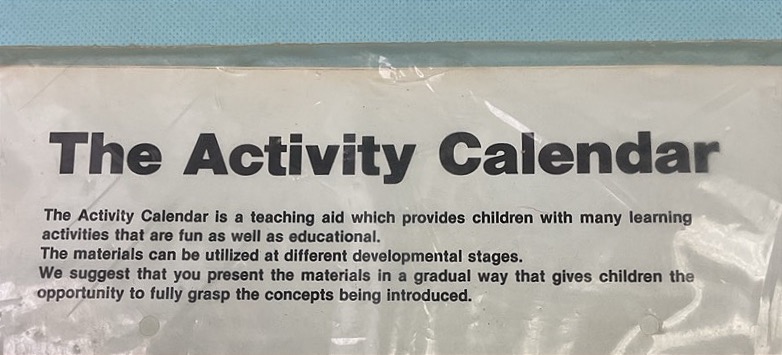 The Activity Calendar
The Activity Calendar is a teaching aid which provides children with many learning
activities that are fun as well as educational.
The materials can be utilized at different developmental stages.
We suggest that you present the materials in a gradual way that gives children the
opportunity to fully grasp the concepts being introduced.